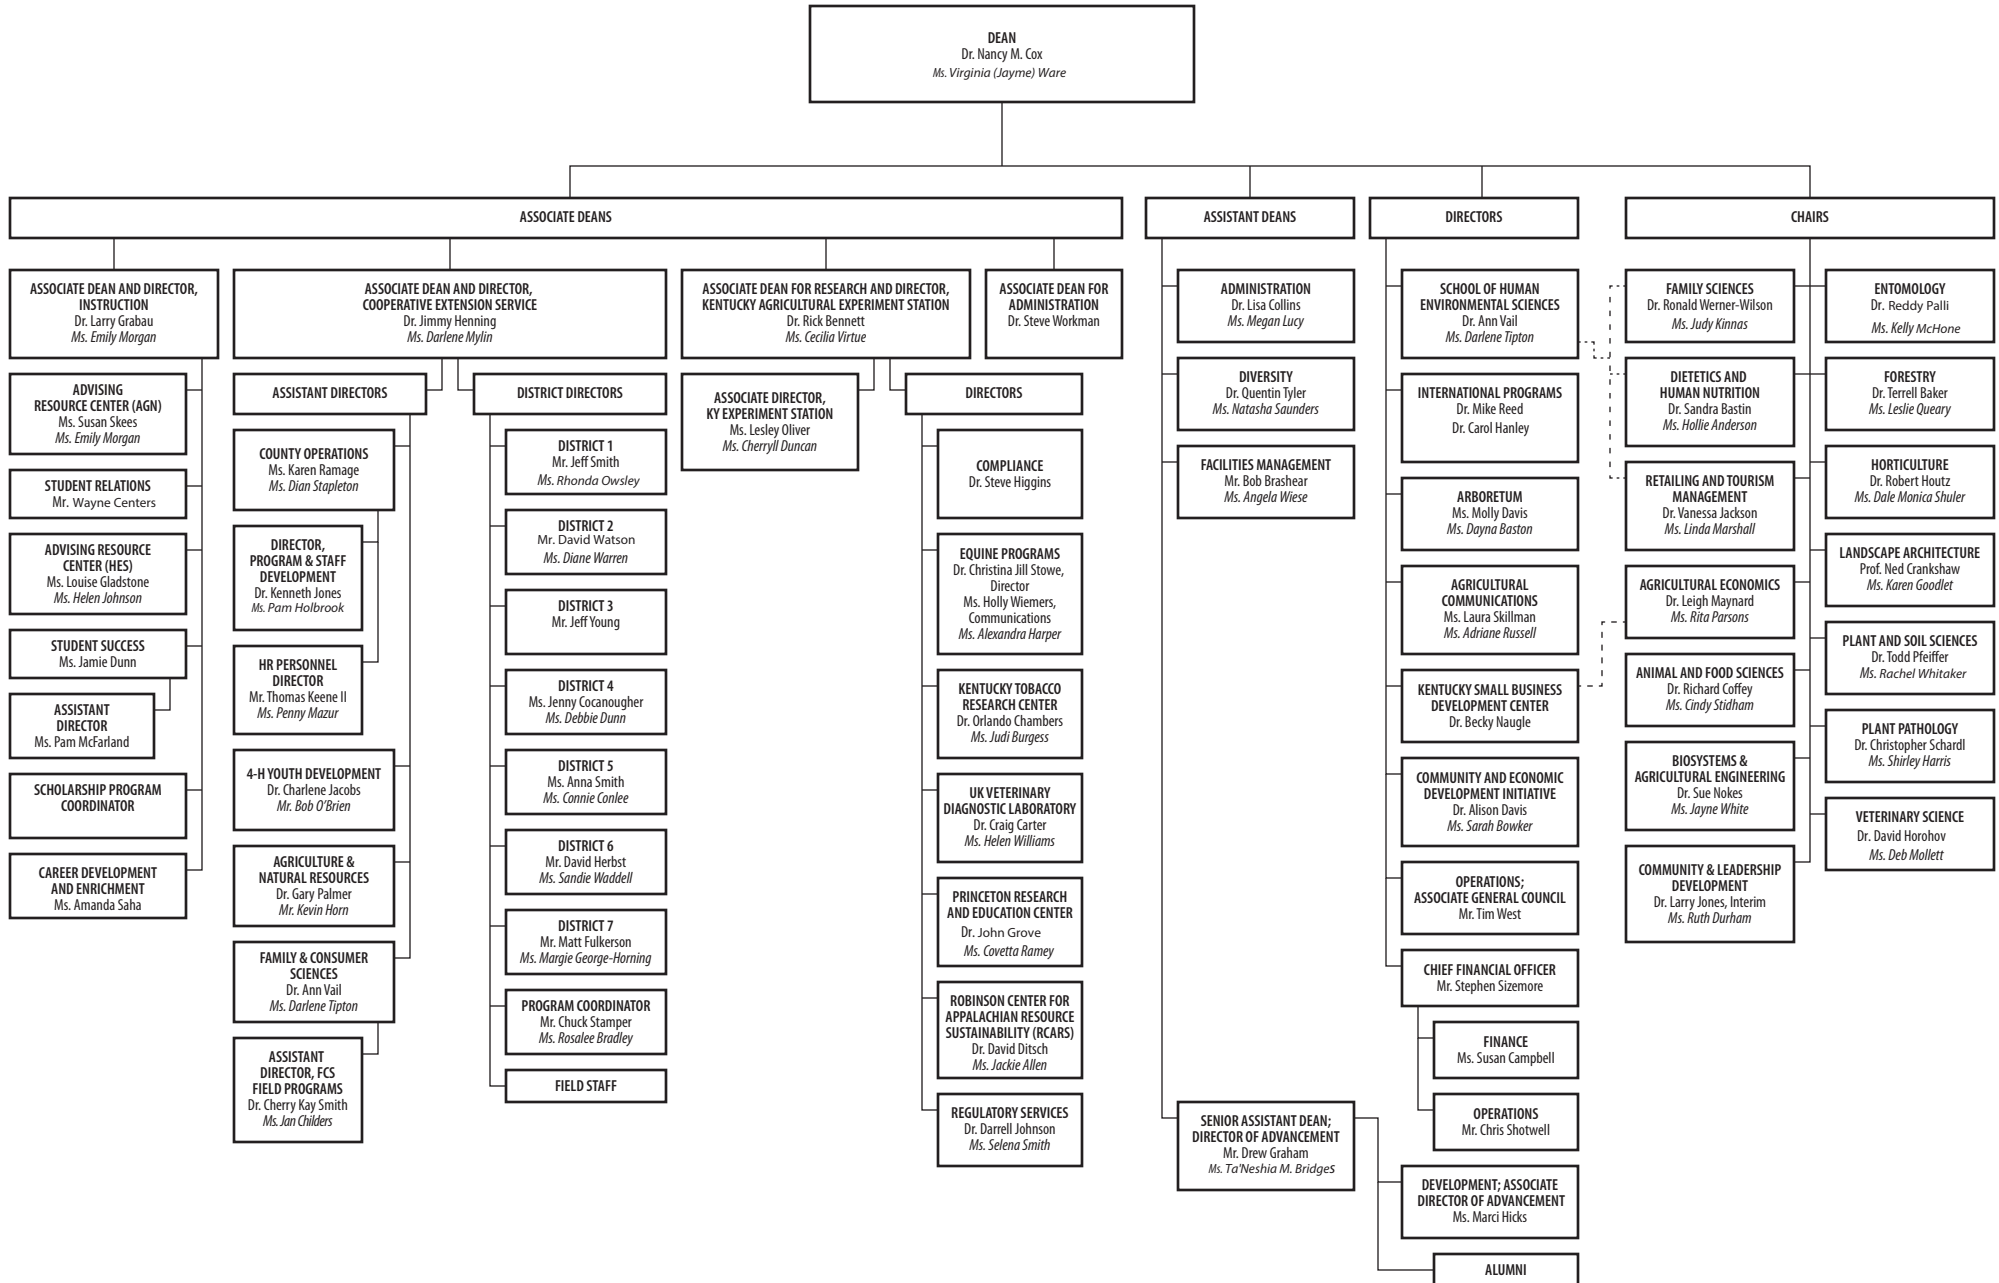 DEAN
Dr. Nancy M. Cox
Ms. Virginia (Jayme) Ware
ASSOCIATE DEANS
ASSISTANT DEANS
DIRECTORS
CHAIRS
ASSOCIATE DEAN AND DIRECTOR,
INSTRUCTION
Dr. Larry Grabau
Ms. Emily Morgan
ADVISING
RESOURCE CENTER (AGN)
Ms. Susan Skees
Ms. Emily Morgan
STUDENT RELATIONS
Mr. Wayne Centers
ADVISING RESOURCE
CENTER (HES)
Ms. Louise Gladstone
Ms. Helen Johnson
STUDENT SUCCESS
Ms. Jamie Dunn
ASSISTANT
DIRECTOR
Ms. Pam McFarland
SCHOLARSHIP PROGRAM
COORDINATOR
CAREER DEVELOPMENT
AND ENRICHMENT
Ms. Amanda Saha
ASSOCIATE DEAN AND DIRECTOR,
COOPERATIVE EXTENSION SERVICE
Dr. Jimmy Henning
Ms. Darlene Mylin
ASSISTANT DIRECTORS
COUNTY OPERATIONS
Ms. Karen Ramage
Ms. Dian Stapleton
DIRECTOR,
PROGRAM & STAFF
DEVELOPMENT
Dr. Kenneth Jones
Ms. Pam Holbrook
HR PERSONNEL
DIRECTOR
Mr. Thomas Keene II
Ms. Penny Mazur
4-H YOUTH DEVELOPMENT
Dr. Charlene Jacobs
Mr. Bob O'Brien
AGRICULTURE &
NATURAL RESOURCES
Dr. Gary Palmer
Mr. Kevin Horn
FAMILY & CONSUMER
SCIENCES
Dr. Ann Vail
Ms. Darlene Tipton
ASSISTANT
DIRECTOR, FCS
FIELD PROGRAMS
Dr. Cherry Kay Smith
Ms. Jan Childers
DISTRICT DIRECTORS
DISTRICT 1
Mr. Jeff Smith
Ms. Rhonda Owsley
DISTRICT 2
Mr. David Watson
Ms. Diane Warren
DISTRICT 3
Mr. Jeff Young
DISTRICT 4
Ms. Jenny Cocanougher
Ms. Debbie Dunn
DISTRICT 5
Ms. Anna Smith
Ms. Connie Conlee
DISTRICT 6
Mr. David Herbst
Ms. Sandie Waddell
DISTRICT 7
Mr. Matt Fulkerson
Ms. Margie George-Horning
PROGRAM COORDINATOR
Mr. Chuck Stamper
Ms. Rosalee Bradley
FIELD STAFF
ASSOCIATE DEAN FOR RESEARCH AND DIRECTOR,
KENTUCKY AGRICULTURAL EXPERIMENT STATION
Dr. Rick Bennett
Ms. Cecilia Virtue
ASSOCIATE DIRECTOR,
KY EXPERIMENT STATION
Ms. Lesley Oliver
Ms. Cherryll Duncan
DIRECTORS
COMPLIANCE
Dr. Steve Higgins
EQUINE PROGRAMS
Dr. Christina Jill Stowe,
Director
Ms. Holly Wiemers,
Communications
Ms. Alexandra Harper
KENTUCKY TOBACCO
RESEARCH CENTER
Dr. Orlando Chambers
Ms. Judi Burgess
UK VETERINARY
DIAGNOSTIC LABORATORY
Dr. Craig Carter
Ms. Helen Williams
PRINCETON RESEARCH
AND EDUCATION CENTER
Dr. John Grove
Ms. Covetta Ramey
ROBINSON CENTER FOR
APPALACHIAN RESOURCE
SUSTAINABILITY (RCARS)
Dr. David Ditsch
Ms. Jackie Allen
REGULATORY SERVICES
Dr. Darrell Johnson
Ms. Selena Smith
ASSOCIATE DEAN FOR
ADMINISTRATION
Dr. Steve Workman
ADMINISTRATION
Dr. Lisa Collins
Ms. Megan Lucy
DIVERSITY
Dr. Quentin Tyler
Ms. Natasha Saunders
FACILITIES MANAGEMENT
Mr. Bob Brashear
Ms. Angela Wiese
SENIOR ASSISTANT DEAN;
DIRECTOR OF ADVANCEMENT
Mr. Drew Graham
Ms. Ta'Neshia M. Bridges
SCHOOL OF HUMAN
ENVIRONMENTAL SCIENCES
Dr. Ann Vail
Ms. Darlene Tipton
INTERNATIONAL PROGRAMS
Dr. Mike Reed
Dr. Carol Hanley
ARBORETUM
Ms. Molly Davis
Ms. Dayna Baston
AGRICULTURAL
COMMUNICATIONS
Ms. Laura Skillman
Ms. Adriane Russell
KENTUCKY SMALL BUSINESS
DEVELOPMENT CENTER
Dr. Becky Naugle
COMMUNITY AND ECONOMIC
DEVELOPMENT INITIATIVE
Dr. Alison Davis
Ms. Sarah Bowker
OPERATIONS;
ASSOCIATE GENERAL COUNCIL
Mr. Tim West
CHIEF FINANCIAL OFFICER
Mr. Stephen Sizemore
FINANCE
Ms. Susan Campbell
OPERATIONS
Mr. Chris Shotwell
DEVELOPMENT; ASSOCIATE
DIRECTOR OF ADVANCEMENT
Ms. Marci Hicks
ALUMNI
FAMILY SCIENCES
Dr. Ronald Werner-Wilson
Ms. Judy Kinnas
DIETETICS AND
HUMAN NUTRITION
Dr. Sandra Bastin
Ms. Hollie Anderson
RETAILING AND TOURISM
MANAGEMENT
Dr. Vanessa Jackson
Ms. Linda Marshall
AGRICULTURAL ECONOMICS
Dr. Leigh Maynard
Ms. Rita Parsons
ANIMAL AND FOOD SCIENCES
Dr. Richard Coffey
Ms. Cindy Stidham
BIOSYSTEMS &
AGRICULTURAL ENGINEERING
Dr. Sue Nokes
Ms. Jayne White
COMMUNITY & LEADERSHIP
DEVELOPMENT
Dr. Larry Jones, Interim
Ms. Ruth Durham
ENTOMOLOGY
Dr. Reddy Palli
Ms. Kelly McHone
FORESTRY
Dr. Terrell Baker
Ms. Leslie Queary
HORTICULTURE
Dr. Robert Houtz
Ms. Dale Monica Shuler
LANDSCAPE ARCHITECTURE
Prof. Ned Crankshaw
Ms. Karen Goodlet
PLANT AND SOIL SCIENCES
Dr. Todd Pfeiffer
Ms. Rachel Whitaker
PLANT PATHOLOGY
Dr. Christopher Schardl
Ms. Shirley Harris
VETERINARY SCIENCE
Dr. David Horohov
Ms. Deb Mollett